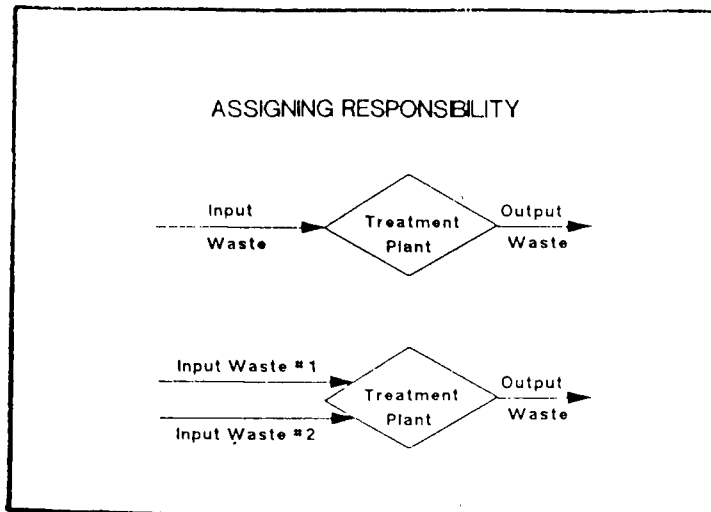 ASSIGNING RESPONSIBILITY
Input
Waste
Treatment
Plant
Output
Waste
Input Waste #1
Input Waste #2
Treatment
Plant
Output
Waste